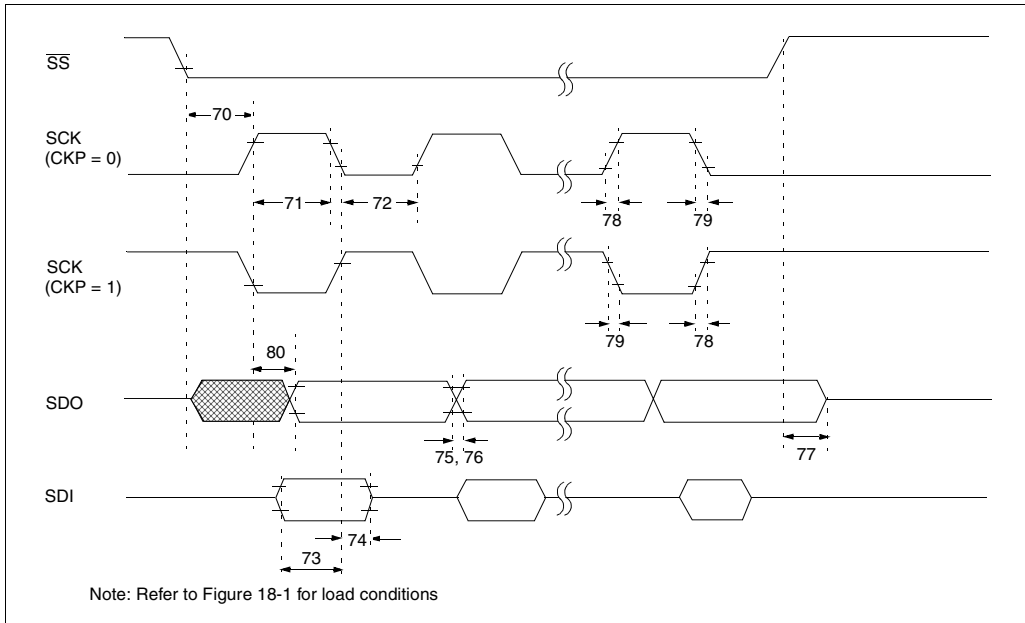 SS
70
SCK
(CKP = 0)
71
72
78
79
SCK
(CKP = 1)
79
78
80
SDO
75, 76
77
SDI
74
73
Note: Refer to Figure 18-1 for load conditions